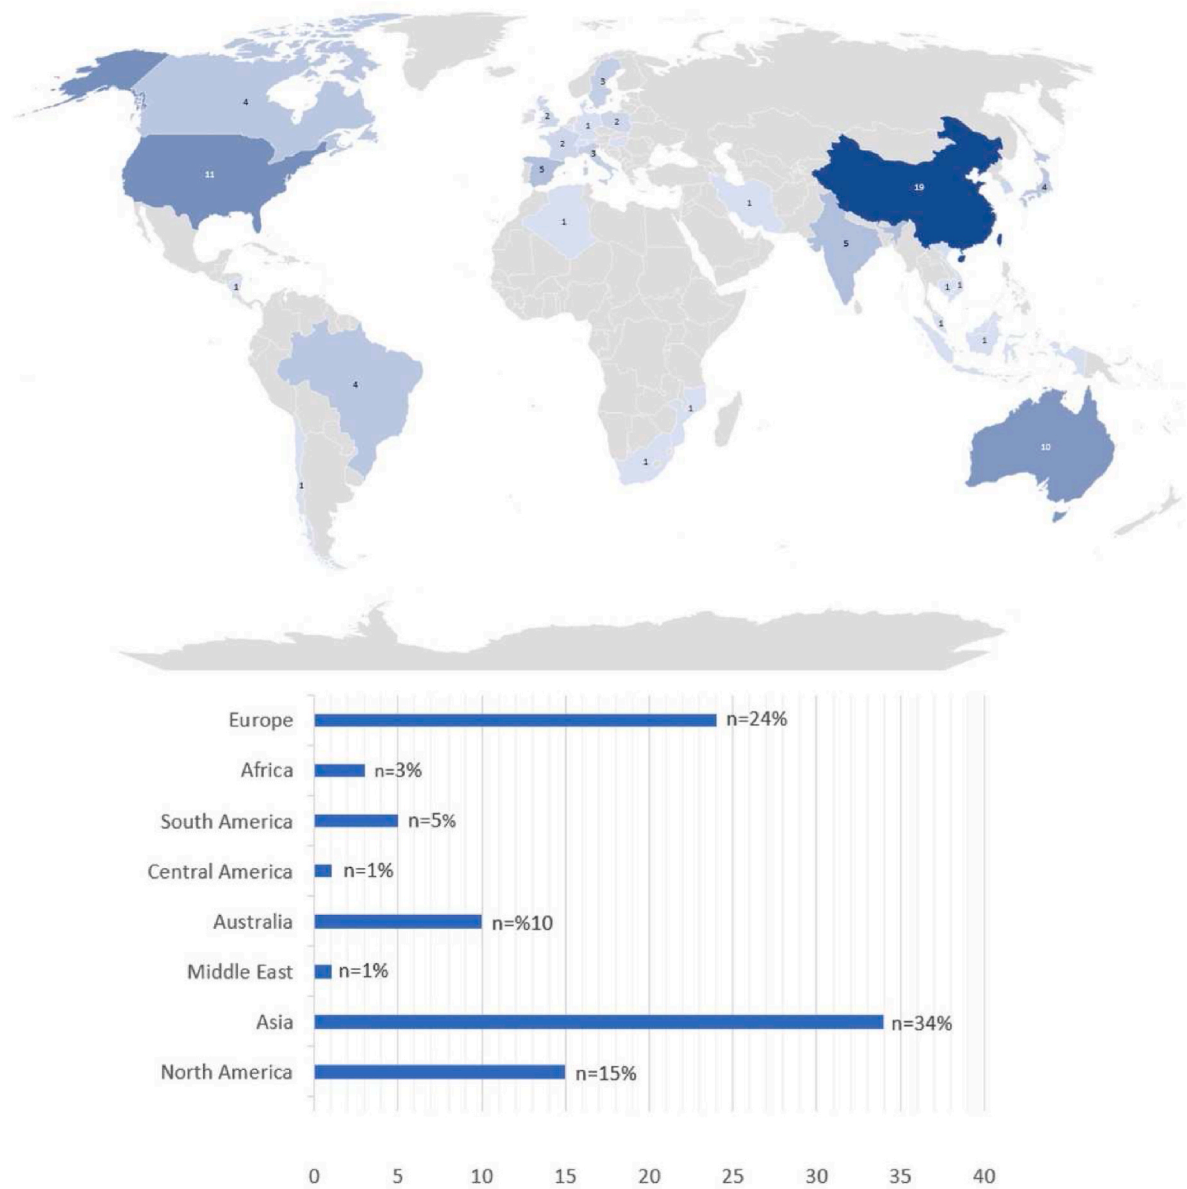 3
4
2
1
2
2
3
11
5
19
4
1
1
5
1
1
1
1
1
4
1
10
1
1
Europe n=24%
Africa n=3%
South America n=5%
Central America n=1%
Australia n=%10
Middle East n=1%
Asia n=34%
North America n=15%
0 5 10 15 20 25 30 35 40